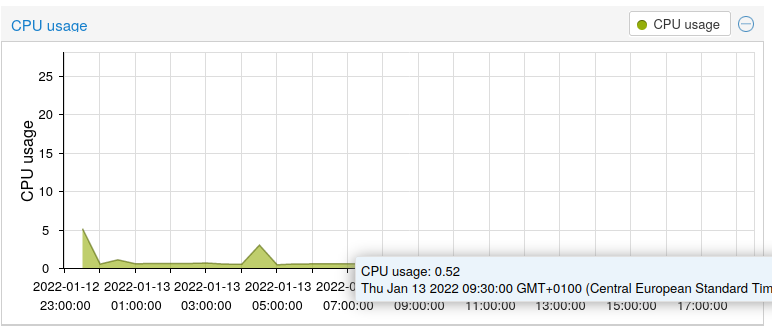 CPU usage
CPU usage
25
20
15
10
5
0
CPU usage
CPU usage: 0.52
Thu Jan 13 2022 09:30:00 GMT+0100 (Central European Standard Tim
2022-01-12 2022-01-13 2022-01-13 2022-01-13 2022-0
23:00:00 01:00:00 03:00:00 05:00:00 07:00:00 09:00:00 11:00:00 13:00:00 15:00:00 17:00:00